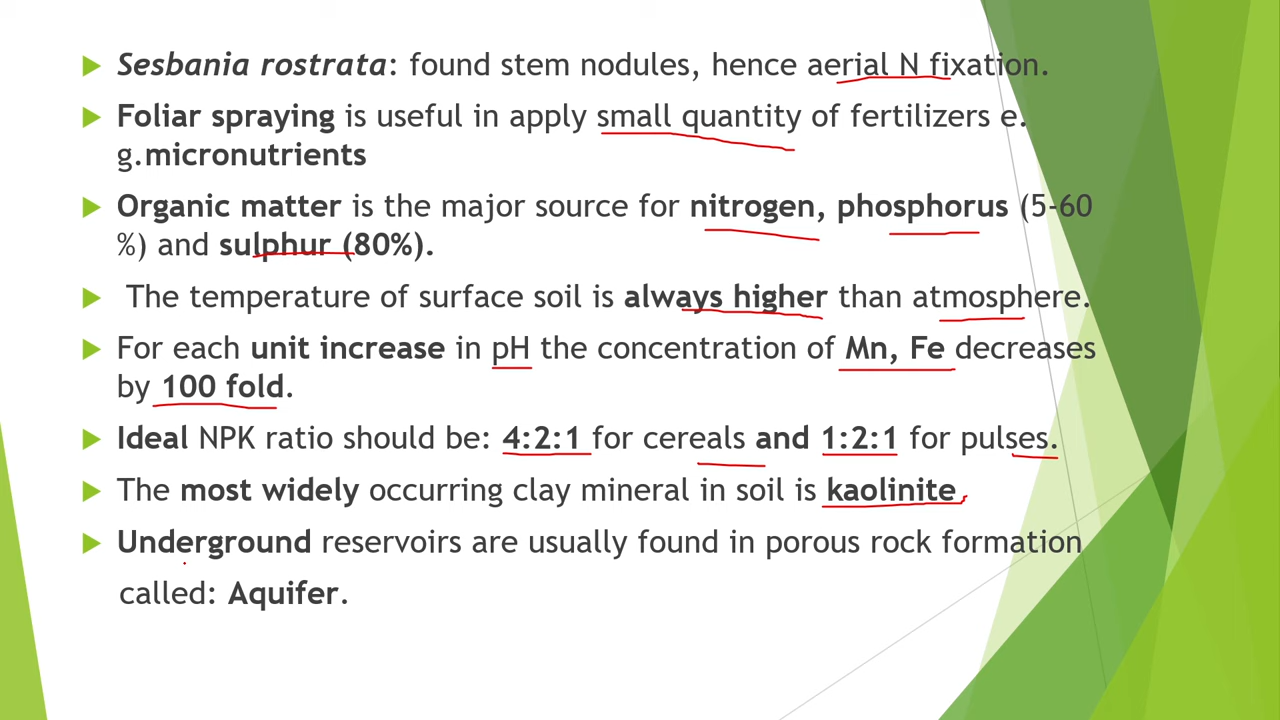 Sesbania rostrata: found stem nodules, hence aerial N fixation.
Foliar spraying is useful in apply small quantity of fertilizers e.
g.micronutrients
Organic matter is the major source for nitrogen, phosphorus (5-60
%) and sulphur (80%).
The temperature of surface soil is always higher than atmosphere.
For each unit increase in pH the concentration of Mn, Fe decreases
by 100 fold.
Ideal NPK ratio should be: 4:2:1 for cereals and 1:2:1 for pulses.
The most widely occurring clay mineral in soil is kaolinite.
Underground reservoirs are usually found in porous rock formation
called: Aquifer.